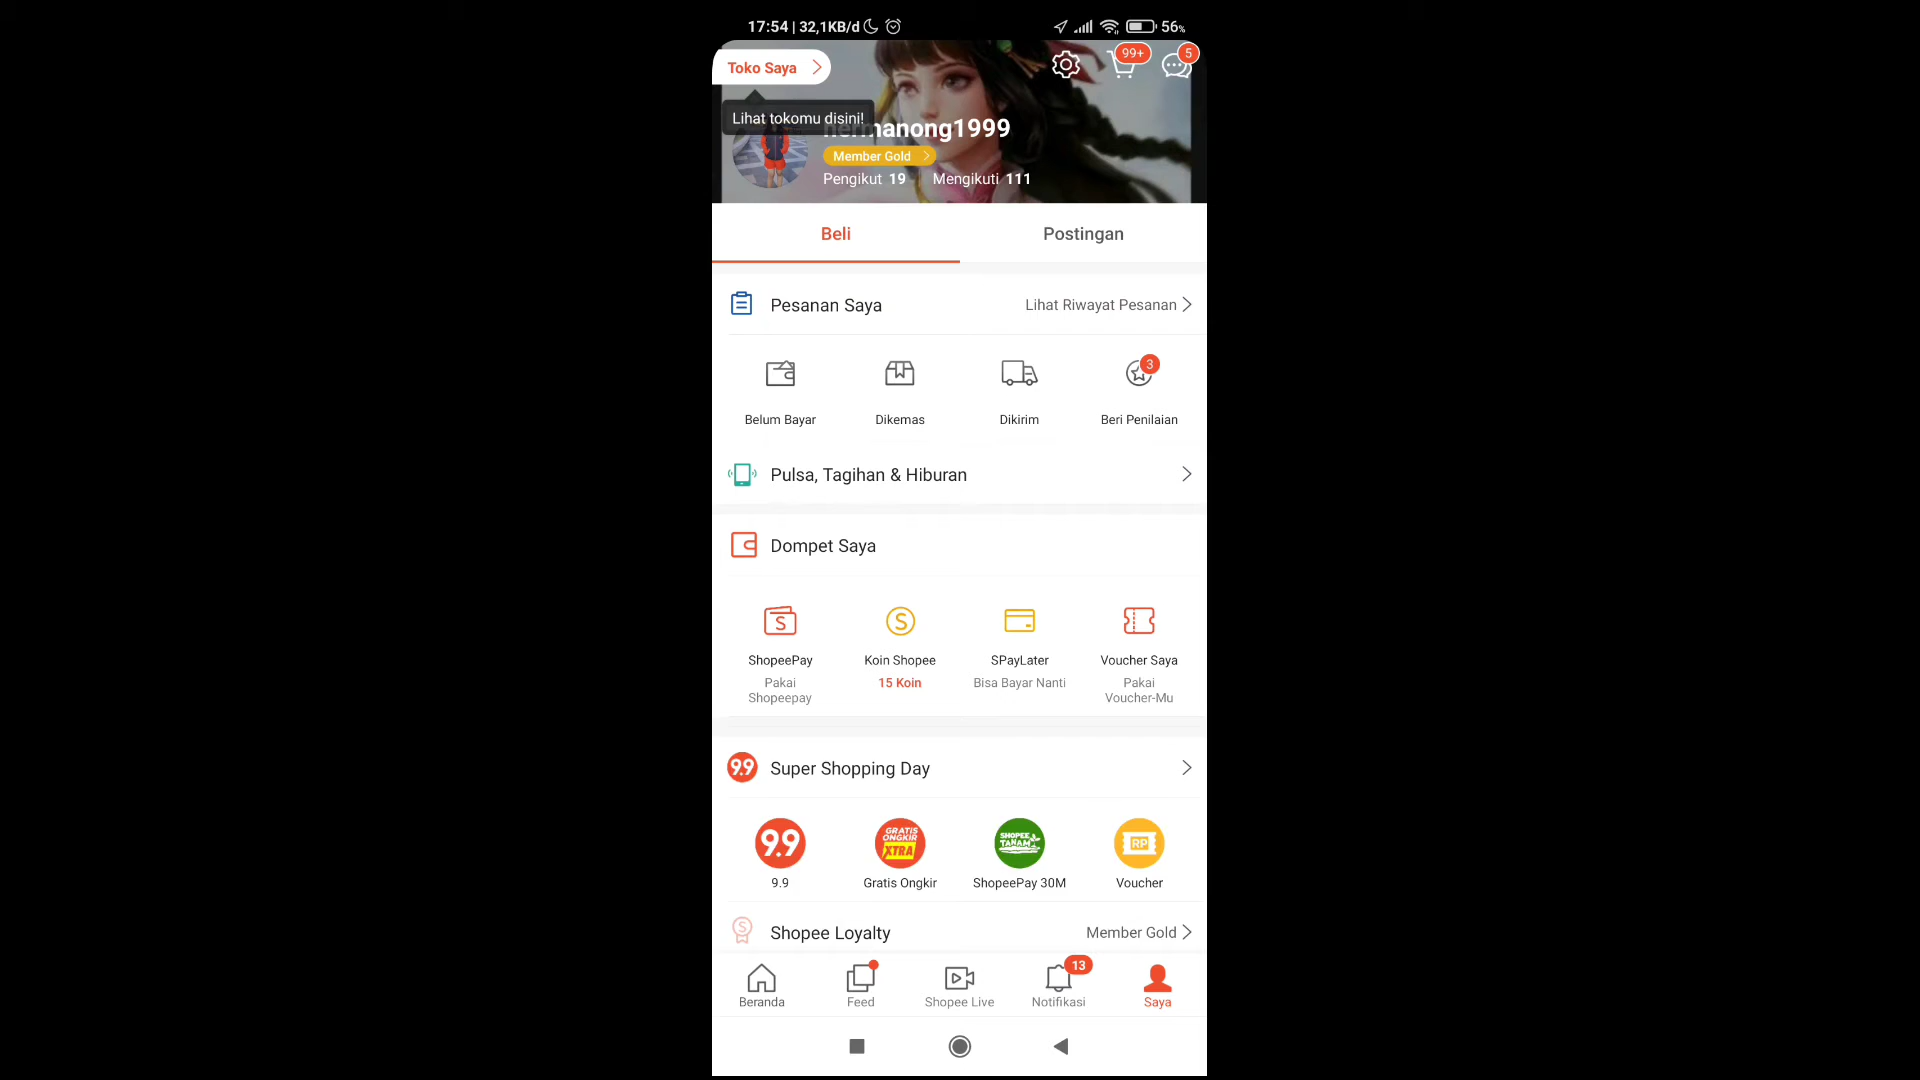 17:54 | 32,1KB/d
56%
Toko Saya
99+
5
Lihat tokomu disini!
hermanong1999
Member Gold
Pengikut 19 Mengikuti 111
Beli Postingan
Pesanan Saya Lihat Riwayat Pesanan
3
Belum Bayar Dikemas Dikirim Beri Penilaian
Pulsa, Tagihan & Hiburan
Dompet Saya
S S
ShopeePay Koin Shopee SPayLater Voucher Saya
Pakai 15 Koin Bisa Bayar Nanti Pakai
Shopeepay Voucher-Mu
9.9 Super Shopping Day
9.9
GRATIS
ONGKIR
XTRA
SHOPEE
TANAM
RP
9.9 Gratis Ongkir ShopeePay 30M Voucher
S Shopee Loyalty Member Gold
13
Beranda Feed Shopee Live Notifikasi Saya